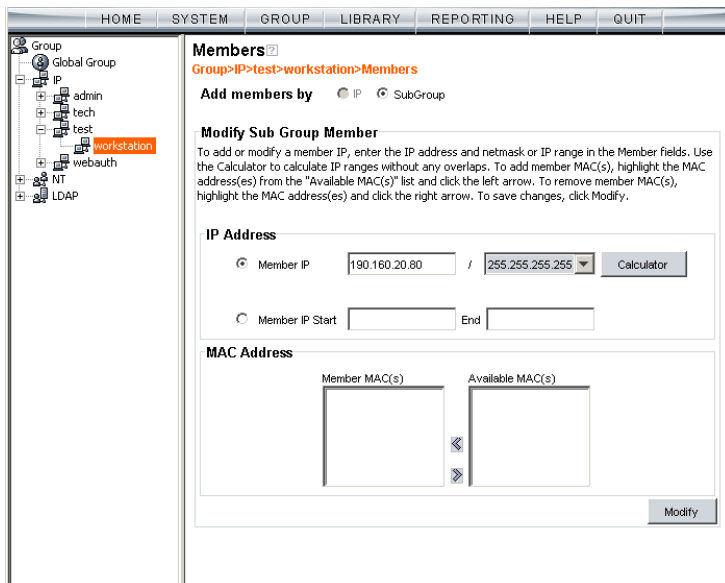 HOME SYSTEM GROUP LIBRARY REPORTING HELP QUIT
Group
Global Group
IP
admin
tech
test
workstation
webauth
NT
LDAP
Members?
Group>IP>test>workstation>Members
Add members by IP SubGroup
Modify Sub Group Member
To add or modify a member IP, enter the IP address and netmask or IP range in the Member fields. Use
the Calculator to calculate IP ranges without any overlaps. To add member MAC(s), highlight the MAC
address(es) from the "Available MAC(s)" list and click the left arrow. To remove member MAC(s),
highlight the MAC address(es) and click the right arrow. To save changes, click Modify.
IP Address
Member IP 190.160.20.80 / 255.255.255.255 Calculator
Member IP Start End
MAC Address
Member MAC(s) Available MAC(s)
Modify